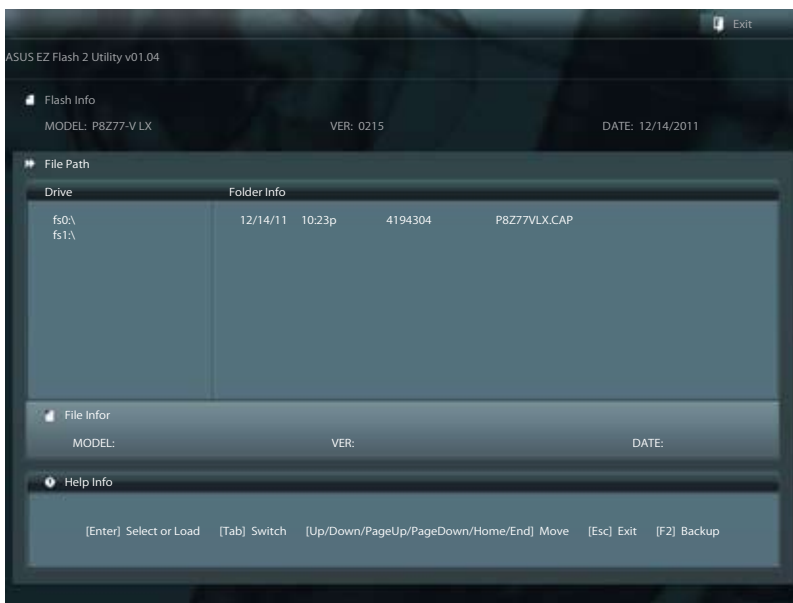 Exit
ASUS EZ Flash 2 Utility v01.04
Flash Info
MODEL: P8Z77-V LX VER: 0215 DATE: 12/14/2011
File Path
Drive Folder Info
fs0:\ 12/14/11 10:23p 4194304 P8Z77VLX.CAP
fs1:\
File Infor
MODEL: VER: DATE:
Help Info
[Enter] Select or Load [Tab] Switch [Up/Down/PageUp/PageDown/Home/End] Move [Esc] Exit [F2] Backup